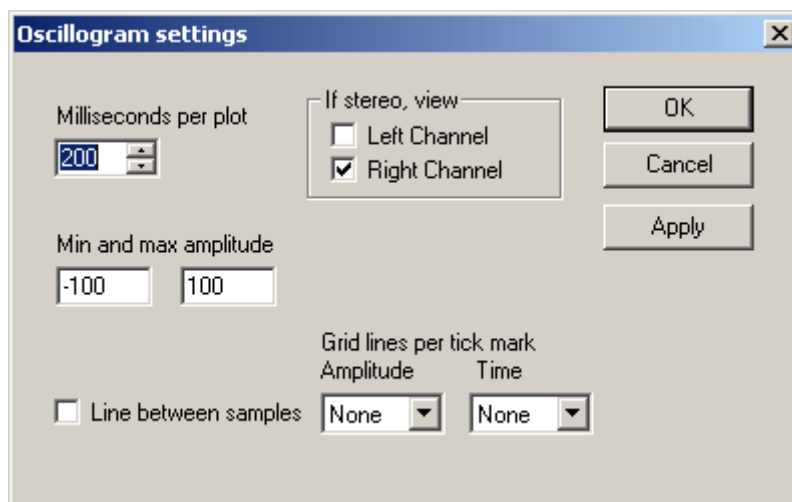 Oscillogram settings
Milliseconds per plot
200
If stereo, view
Left Channel
Right Channel
OK
Cancel
Apply
Min and max amplitude
-100 100
Grid lines per tick mark
Amplitude Time
Line between samples None None